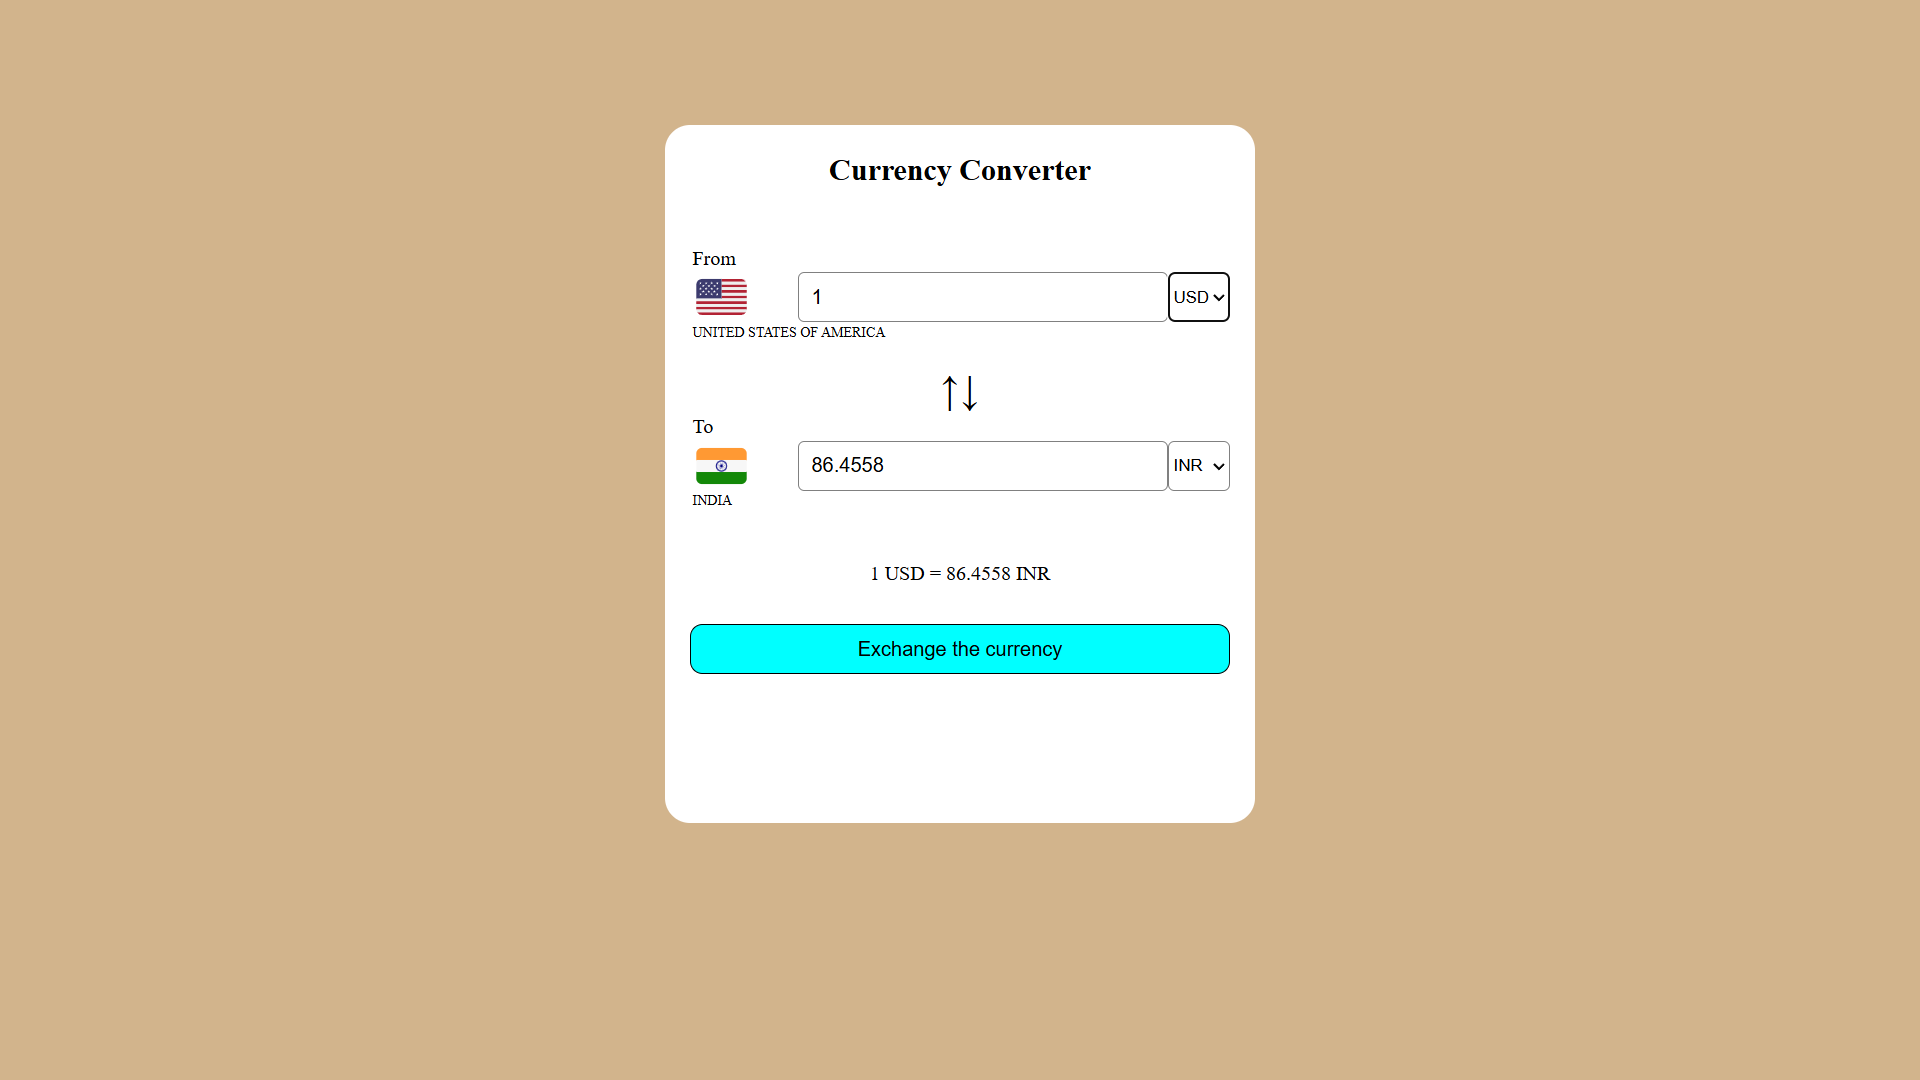 Currency Converter
From
1 USD
UNITED STATES OF AMERICA
↑↓
To
86.4558 INR
INDIA
1 USD = 86.4558 INR
Exchange the currency